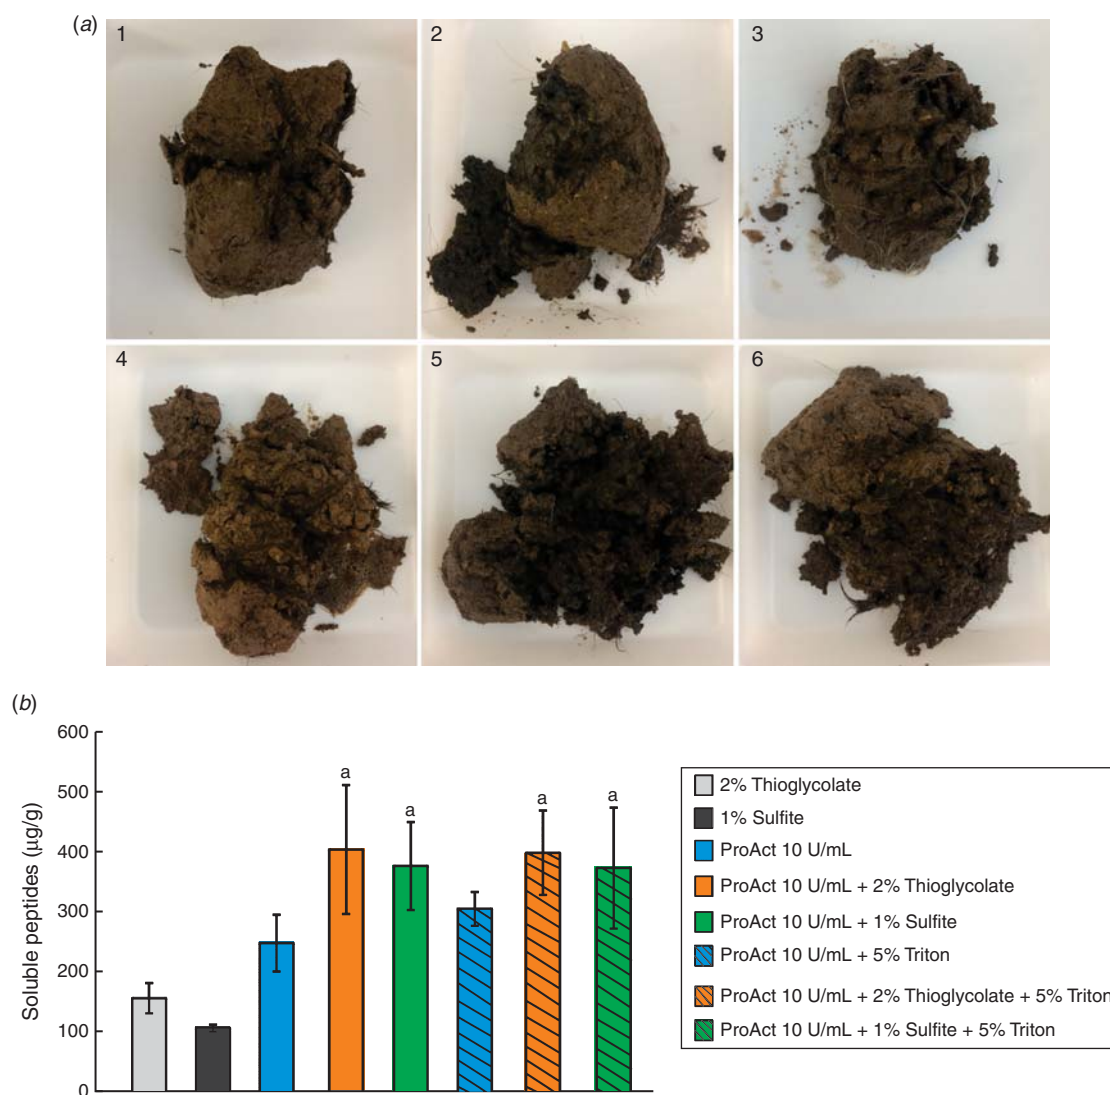 (a)
1
2
3
4
5
6
(b)
600
500
400
300
200
100
0
Soluble peptides (µg/g)
a
a
a
a
2% Thioglycolate
1% Sulfite
ProAct 10 U/mL
ProAct 10 U/mL + 2% Thioglycolate
ProAct 10 U/mL + 1% Sulfite
ProAct 10 U/mL + 5% Triton
ProAct 10 U/mL + 2% Thioglycolate + 5% Triton
ProAct 10 U/mL + 1% Sulfite + 5% Triton